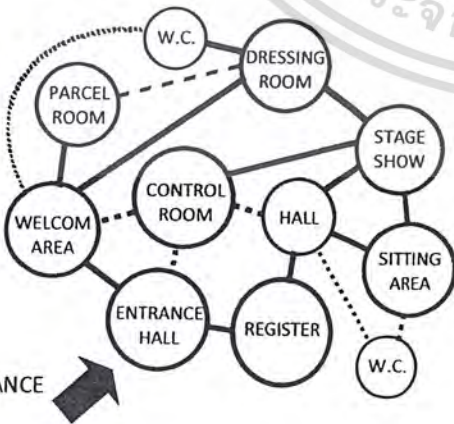 W.C.
DRESSING
ROOM
PARCEL
ROOM
STAGE
SHOW
CONTROL
ROOM
HALL
WELCOM
AREA
SITTING
AREA
ENTRANCE
HALL
REGISTER
W.C.
ANCE